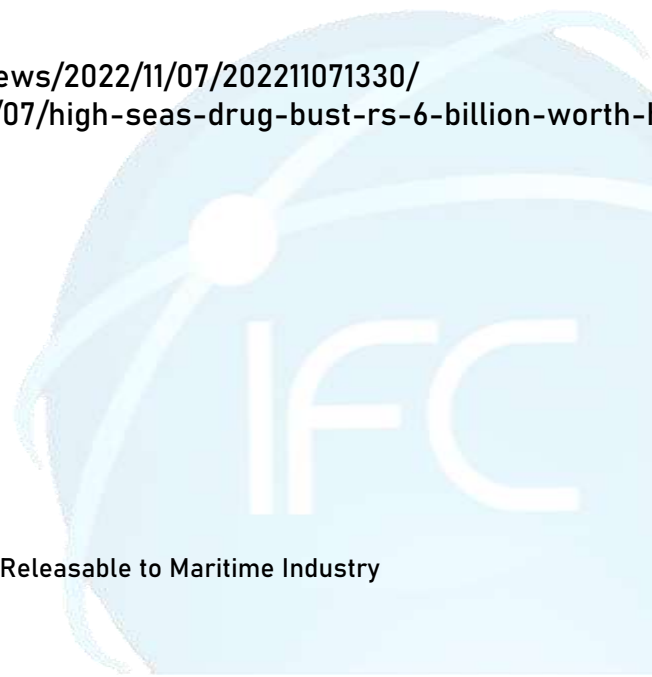 ews/2022/11/07/202211071330/
/07/high-seas-drug-bust-rs-6-billion-worth-
IFC
Releasable to Maritime Industry